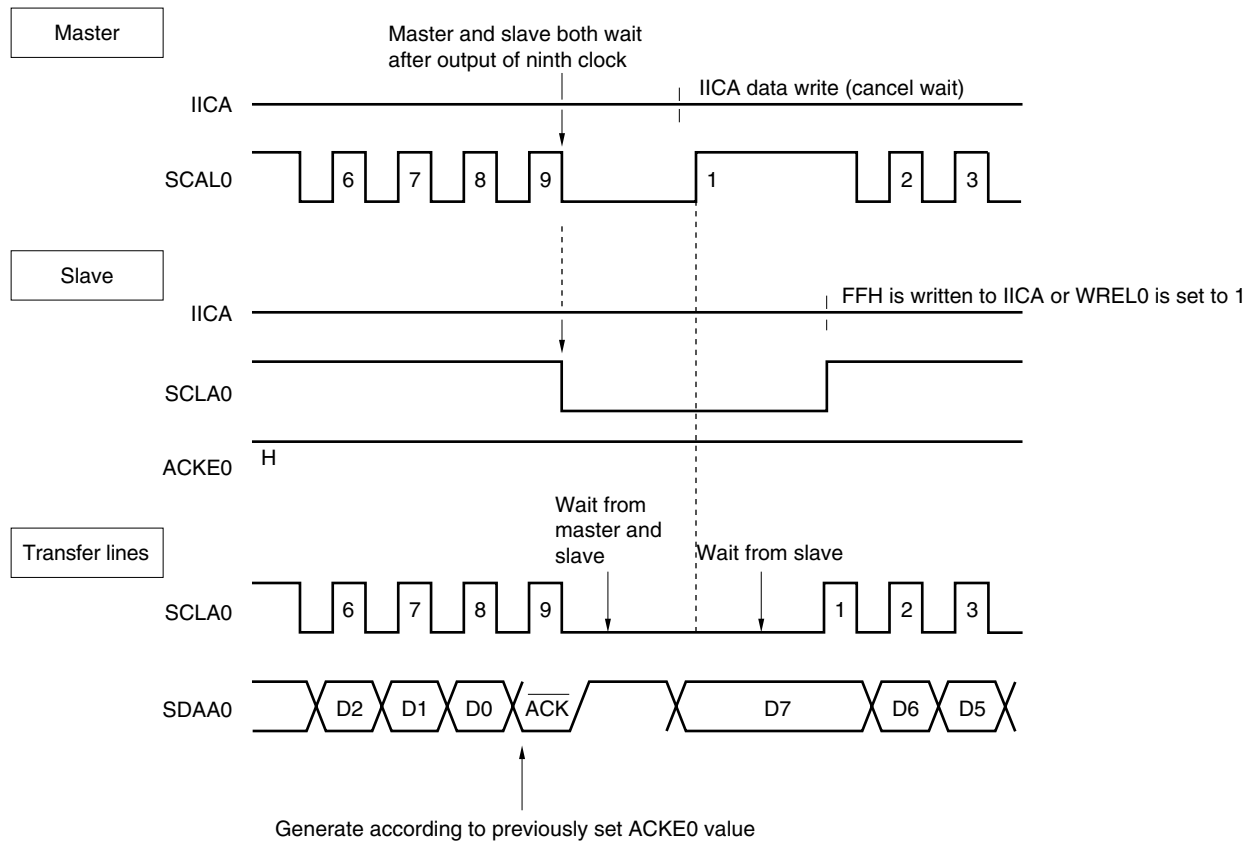 Master
Master and slave both wait
after output of ninth clock
IICA
IICA data write (cancel wait)
SCAL0
6 7 8 9 1 2 3
Slave
IICA
FFH is written to IICA or WREL0 is set to 1
SCLA0
ACKE0
H
Transfer lines
Wait from
master and
slave
Wait from slave
SCLA0
6 7 8 9 1 2 3
SDAA0
D2 D1 D0 ACK D7 D6 D5
Generate according to previously set ACKE0 value